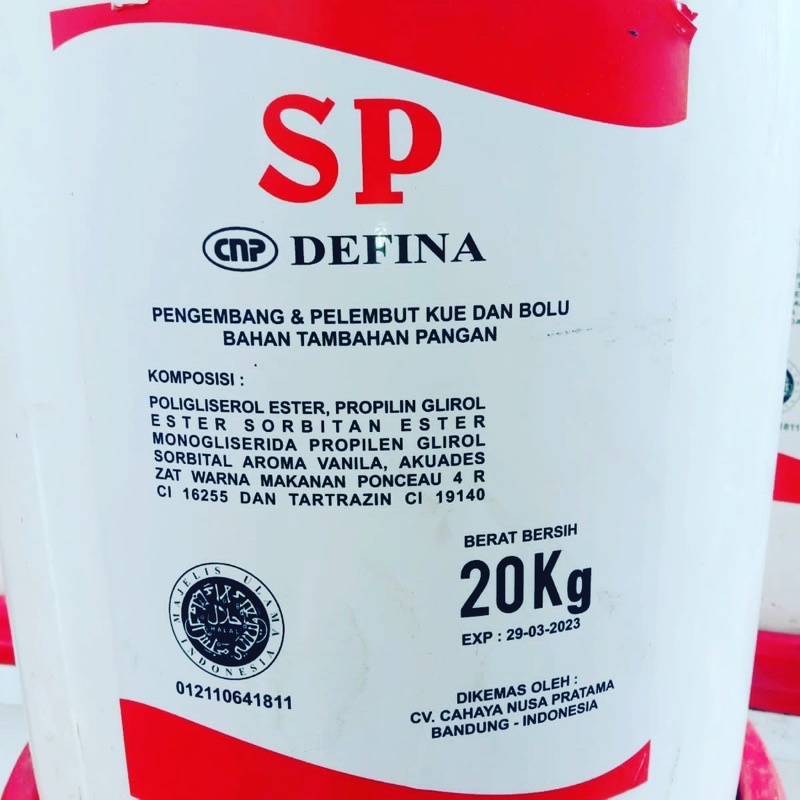 SP
CNP DEFINA
PENGEMBANG & PELEMBUT KUE DAN BOLU
BAHAN TAMBAHAN PANGAN
KOMPOSISI :
POLIGLISEROL ESTER, PROPILIN GLIROL
ESTER SORBITAN ESTER
MONOGLISERIDA PROPILEN GLIROL
SORBITAL AROMA VANILA, AKUADES
ZAT WARNA MAKANAN PONCEAU 4 R
CI 16255 DAN TARTRAZIN CI 19140
BERAT BERSIH
20Kg
EXP : 29-03-2023
MAJELIS ULAMA INDONESIA
حلال
HALAL
012110641811
DIKEMAS OLEH :
CV. CAHAYA NUSA PRATAMA
BANDUNG - INDONESIA